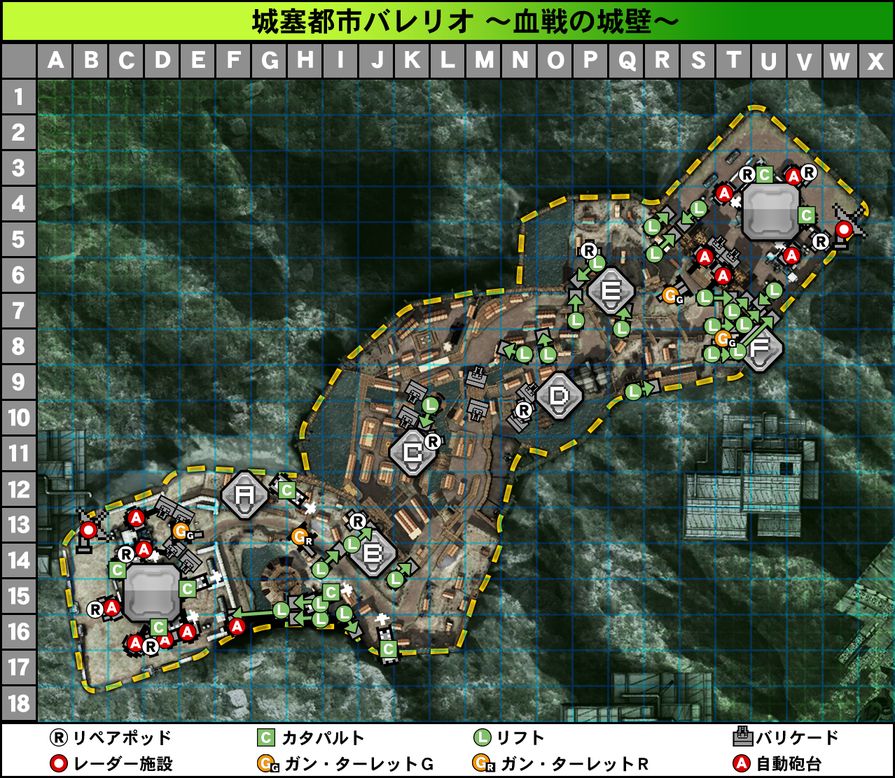 城塞都市バレリオ ～血戦の城壁～
A B C D E F G H I J K L M N O P Q R S T U V W X
1
2
R C A R
3
A
4
L C
L
5
R L A R
6
L A
E A
7
G G L L
L L
L L L
8
G G
L L L L F
9
D L
10
L R
11
C R
12
A C
13
A G G R
G R
14
R A L B
L
15
C C C
R A L L
16
C L L
A A A A
R
17
C
18
R リペアポッド C カタパルト L リフト バリケード
レーダー施設 G G ガン・ターレットG G R ガン・ターレットR A 自動砲台